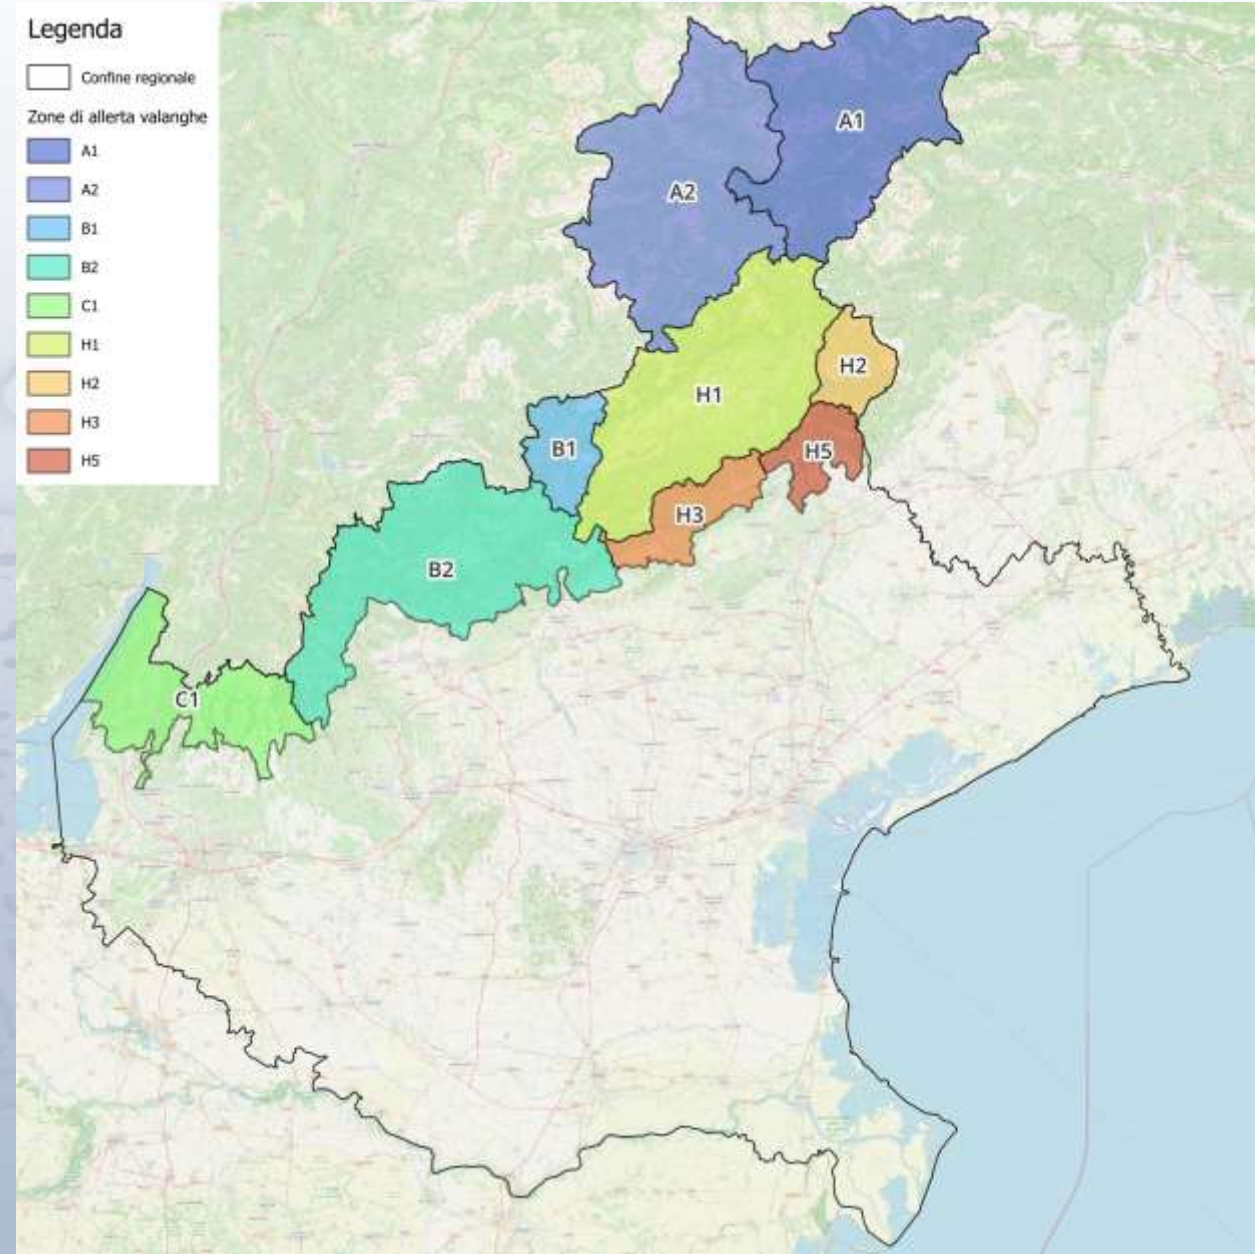 Legenda
Confine regionale
Zone di allerta valanghe
A1
A2
B1
B2
C1
H1
H2
H3
H5
A1
A2
H2
H1
B1
H5
H3
B2
C1